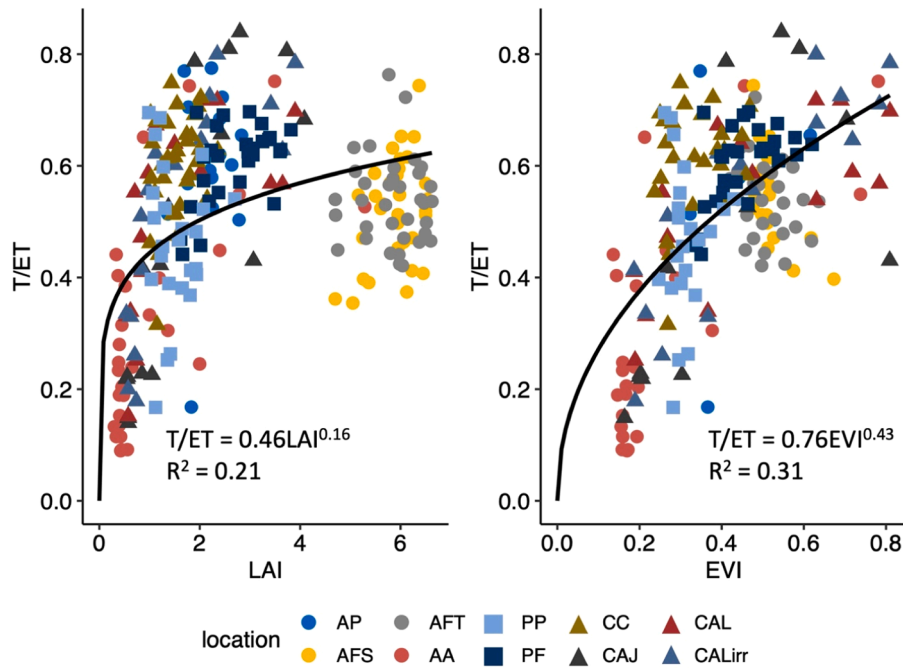 T/ET
0.8
0.6
0.4
0.2
0.0
T/ET = 0.46LAI^0.16
R² = 0.21
0 2 4 6
LAI
T/ET
0.8
0.6
0.4
0.2
0.0
T/ET = 0.76EVI^0.43
R² = 0.31
0.0 0.2 0.4 0.6 0.8
EVI
location
AP AFT PP CC CAL
AFS AA PF CAJ CALirr